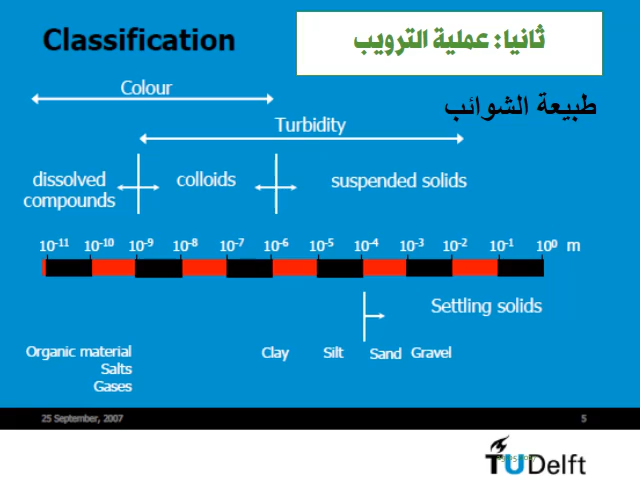 Classification
ثانيا: عملية الترويب
Colour
طبيعة الشوائب
Turbidity
dissolved compounds
colloids
suspended solids
10⁻¹¹ 10⁻¹⁰ 10⁻⁹ 10⁻⁸ 10⁻⁷ 10⁻⁶ 10⁻⁵ 10⁻⁴ 10⁻³ 10⁻² 10⁻¹ 10⁰ m
Settling solids
Organic material
Salts
Gases
Clay Silt Sand Gravel
25 September, 2007 5
TUDelft